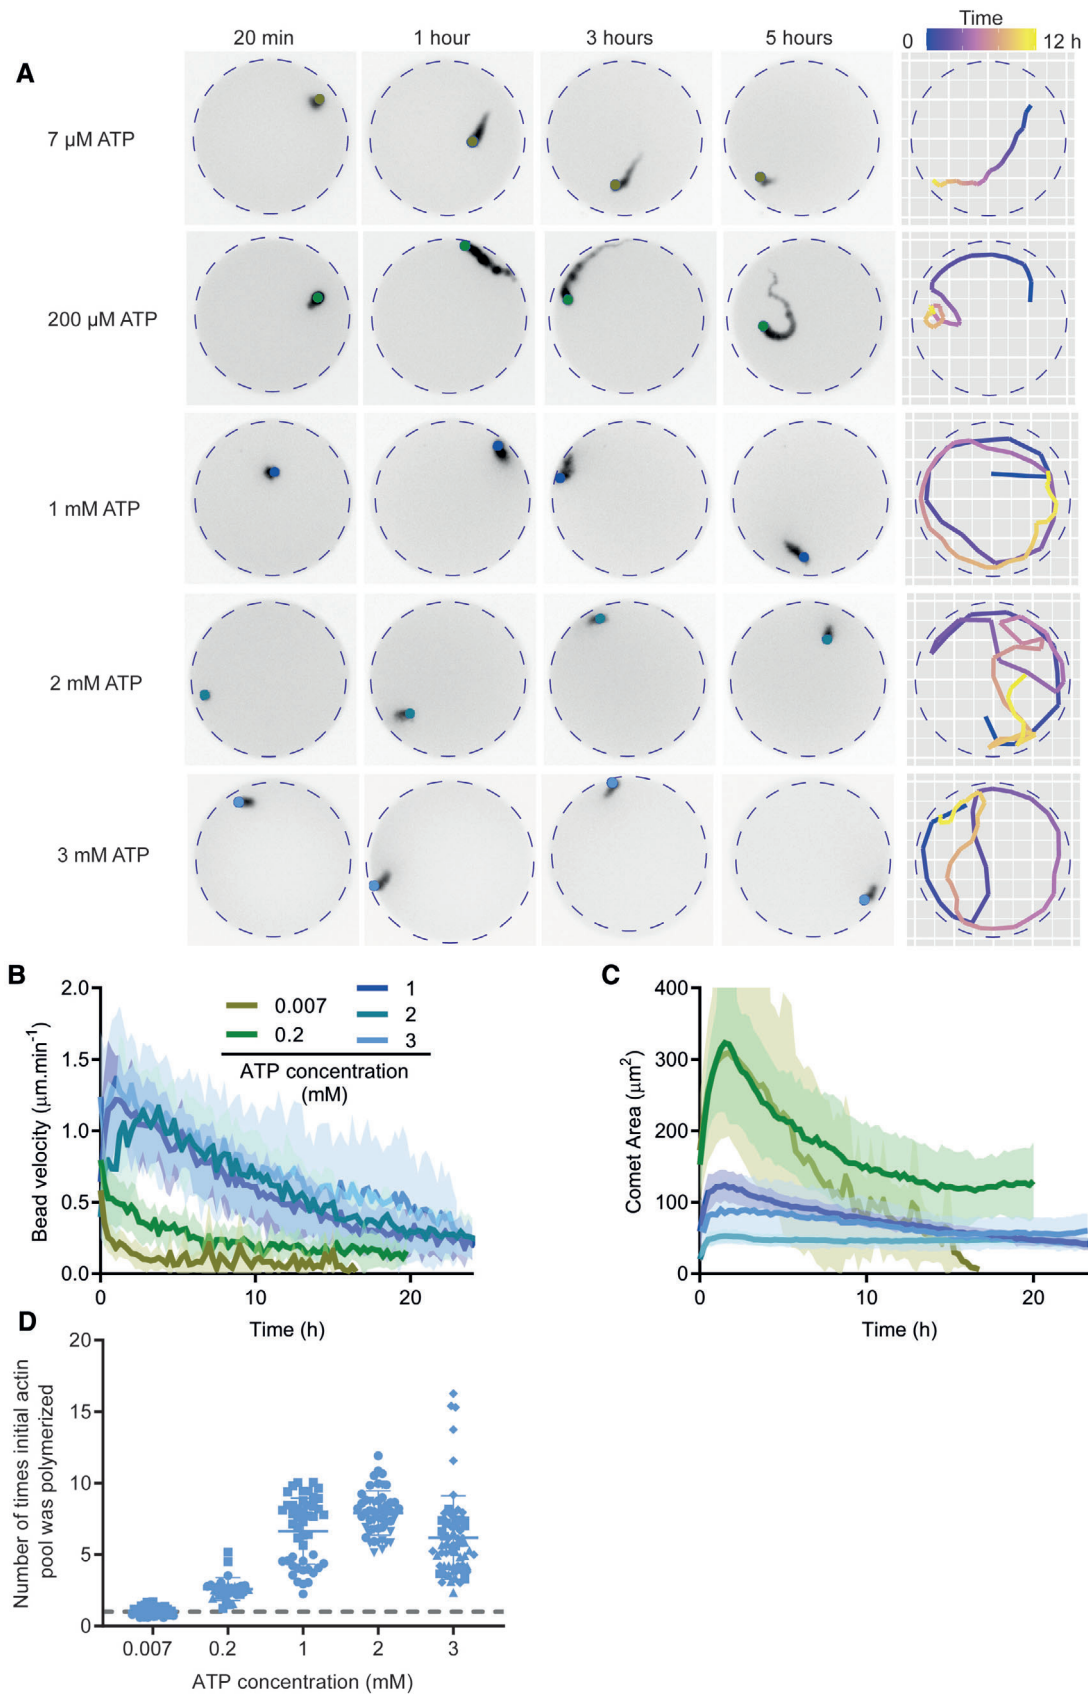 Time
20 min 1 hour 3 hours 5 hours 0 12 h
A
7 µM ATP
200 µM ATP
1 mM ATP
2 mM ATP
3 mM ATP
B
2.0
1.5
1.0
0.5
0.0
Bead velocity (µm.min⁻¹)
0.007 1
0.2 2
3
ATP concentration
(mM)
0 10 20
Time (h)
C
400
300
200
100
0
Comet Area (µm²)
0 10 20
Time (h)
D
20
15
10
5
0
Number of times initial actin
pool was polymerized
0.007 0.2 1 2 3
ATP concentration (mM)